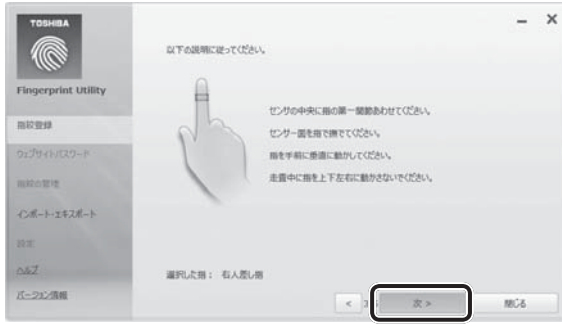 TOSHIBA
Fingerprint Utility
指紋登録
ウェブサイトパスワード
指紋の管理
インポート・エキスポート
設定
ヘルプ
バージョン情報
以下の説明に従ってください。
センサの中央に指の第一関節あわせてください。
センサー面を指で撫でてください。
指を手前に垂直に動かしてください。
走査中に指を上下左右に動かさないでください。
選択した指： 右人差し指
<
次 >
閉じる